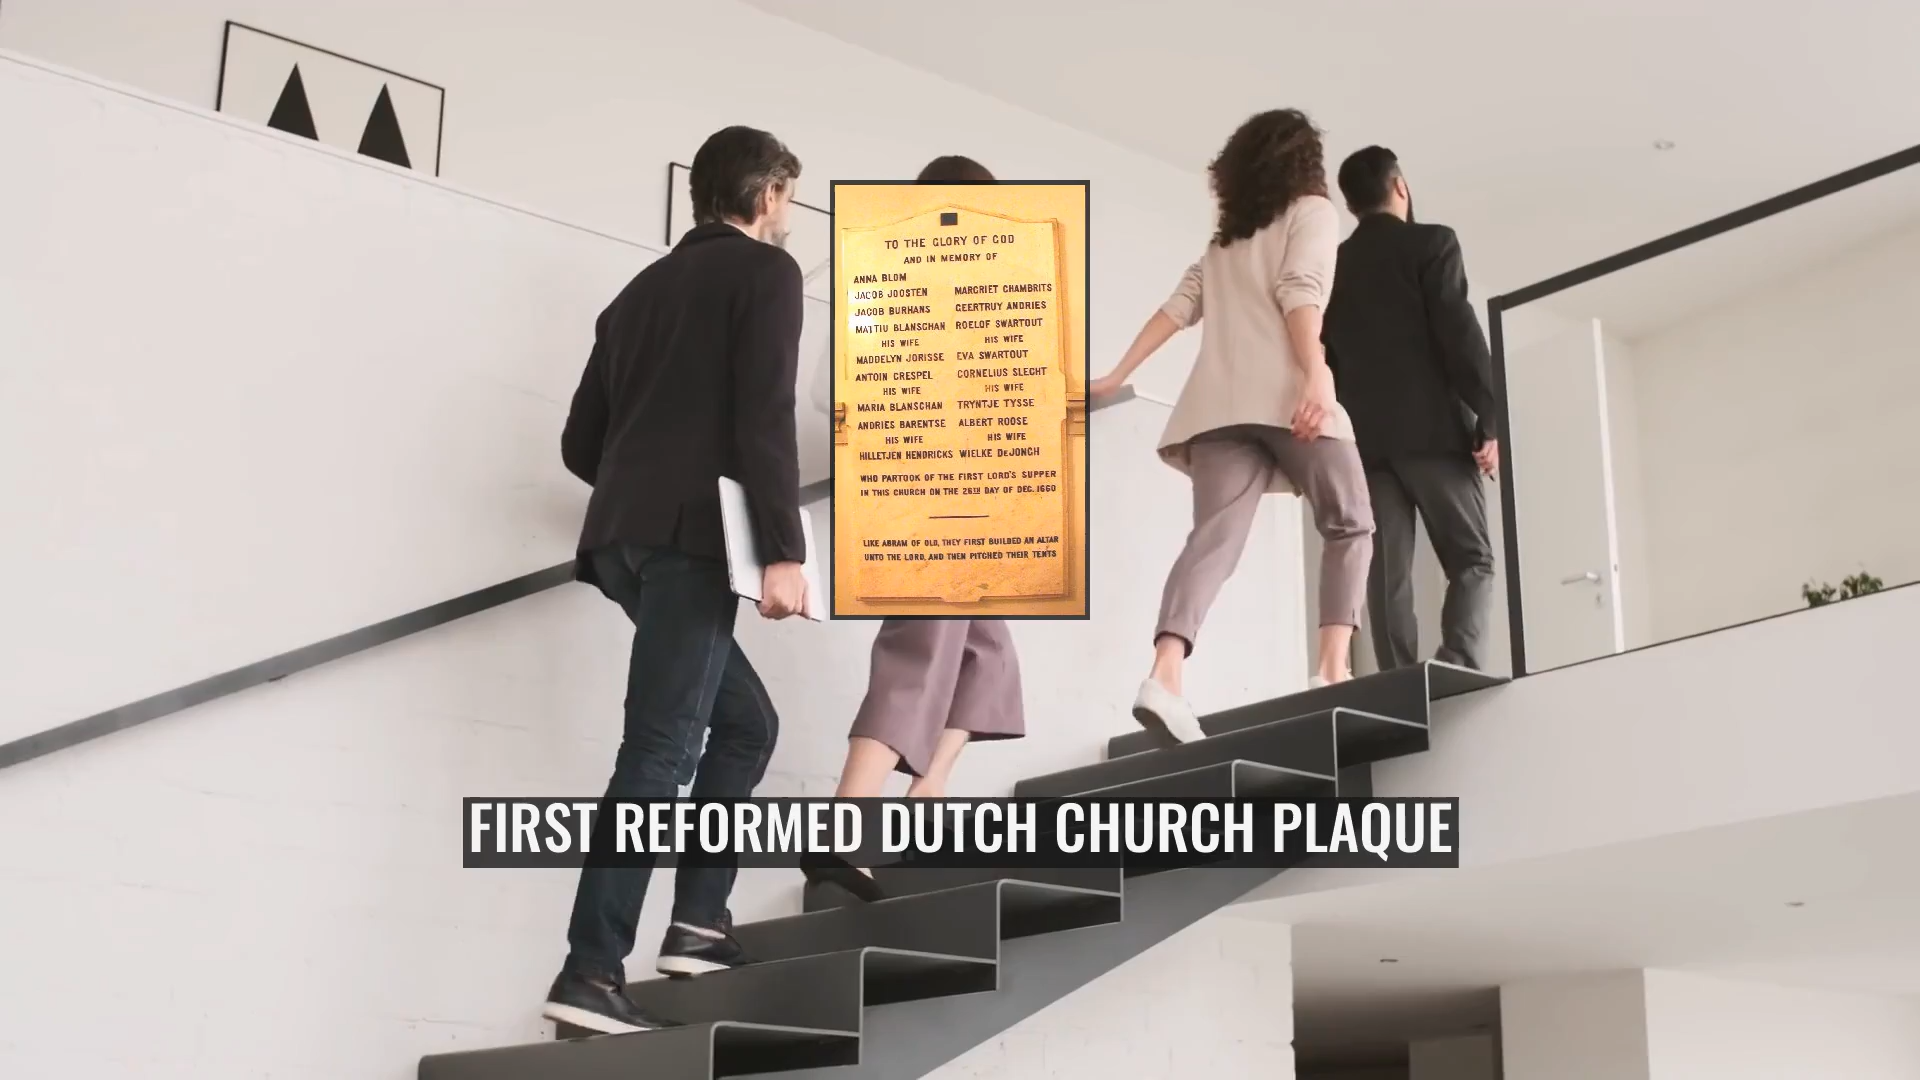 TO THE GLORY OF GOD
AND IN MEMORY OF
ANNA BLOM
JACOB JOOSTEN
JACOB BURHANS
MATTIU BLANSCHAN
HIS WIFE
MADDELYN JORISSE
ANTOIN CRESPEL
HIS WIFE
MARIA BLANSCHAN
ANDRIES BARENTSE
HIS WIFE
HILLETJEN HENDRICKS
MARGRIET CHAMBRITS
GEERTRUY ANDRIES
ROELOF SWARTOUT
HIS WIFE
EVA SWARTOUT
CORNELIUS SLECHT
HIS WIFE
TRYNTJE TYSSE
ALBERT ROOSE
HIS WIFE
WIELKE DEJONGH
WHO PARTOOK OF THE FIRST LORD'S SUPPER
IN THIS CHURCH ON THE 26TH DAY OF DEC. 1660
LIKE ABRAM OF OLD, THEY FIRST BUILDED AN ALTAR
UNTO THE LORD, AND THEN PITCHED THEIR TENTS
FIRST REFORMED DUTCH CHURCH PLAQUE